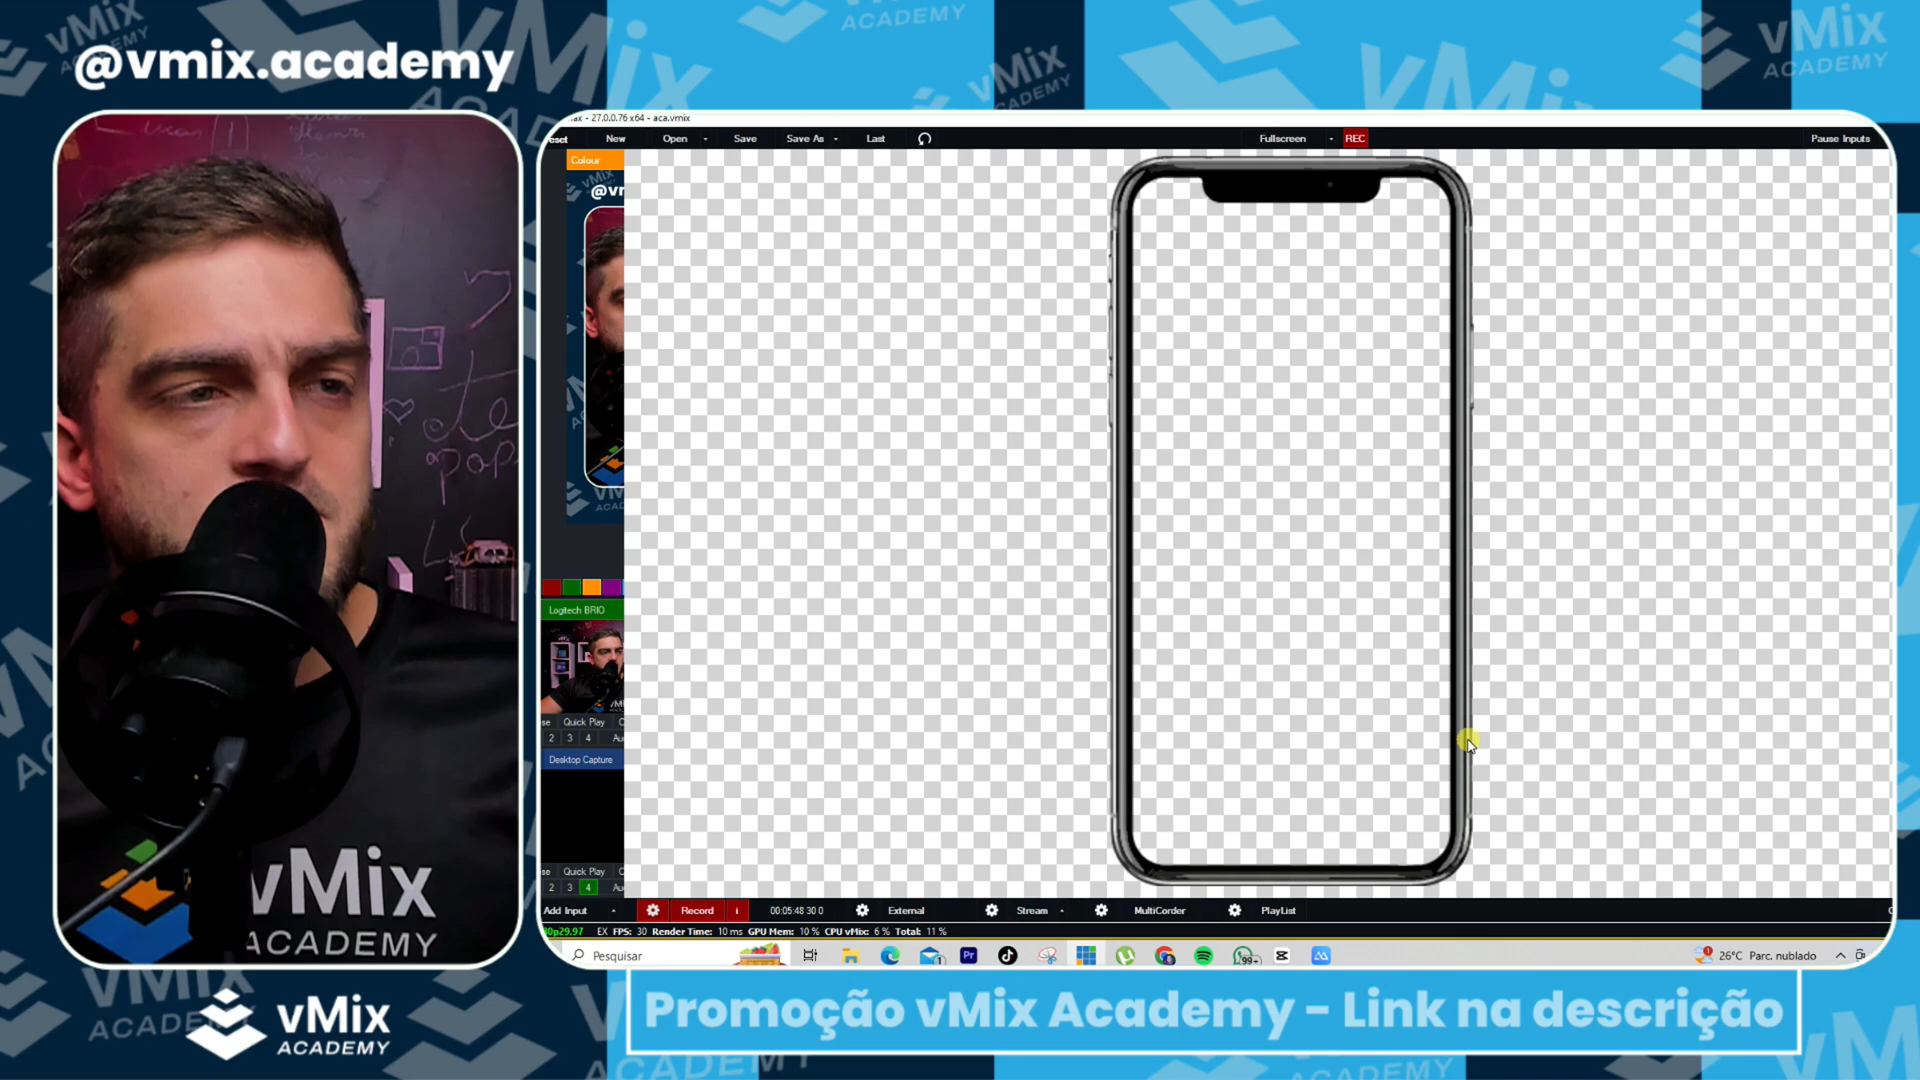 @vmix.academy
27.0.0.76 x64 - aca.vmix
New
Open
Save
Save As
Last
Fullscreen
REC
Pause Inputs
Colour
Logitech BRIO
Quick Play
2 3 4
Desktop Capture
Quick Play
2 3 4
Add Input
Record
i
00:05:48 30 0
External
Stream
MultiCorder
PlayList
EX FPS: 30 Render Time: 10 ms GPU Mem: 10 % CPU vMix: 6 % Total: 11 %
Pesquisar
Pr
99+
26°C Parc. nublado
vMix
ACADEMY
vMix
ACADEMY
Promoção vMix Academy - Link na descrição